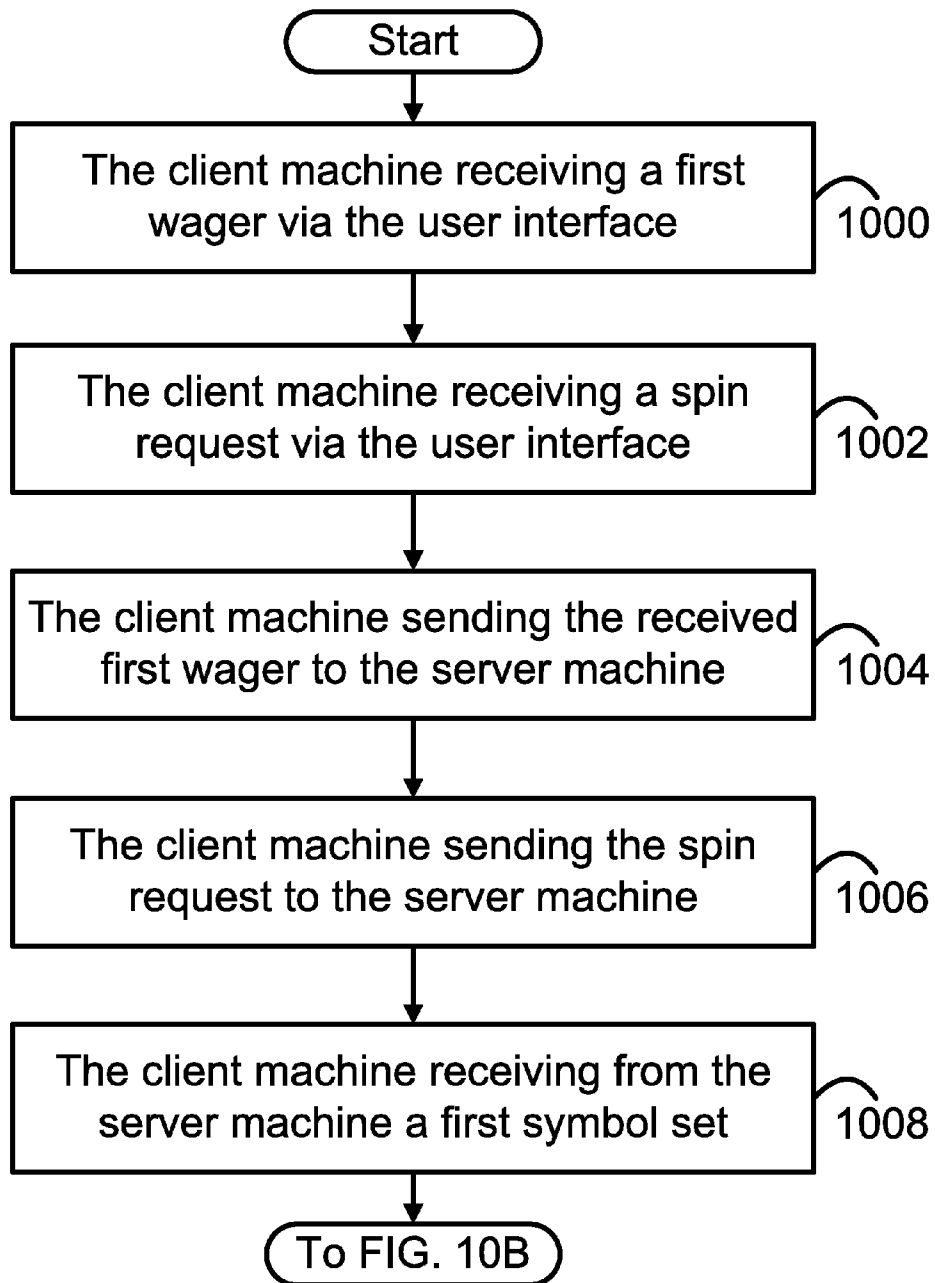 Start
The client machine receiving a first
wager via the user interface
1000
The client machine receiving a spin
request via the user interface
1002
The client machine sending the received
first wager to the server machine
1004
The client machine sending the spin
request to the server machine
1006
The client machine receiving from the
server machine a first symbol set
1008
To FIG. 10B